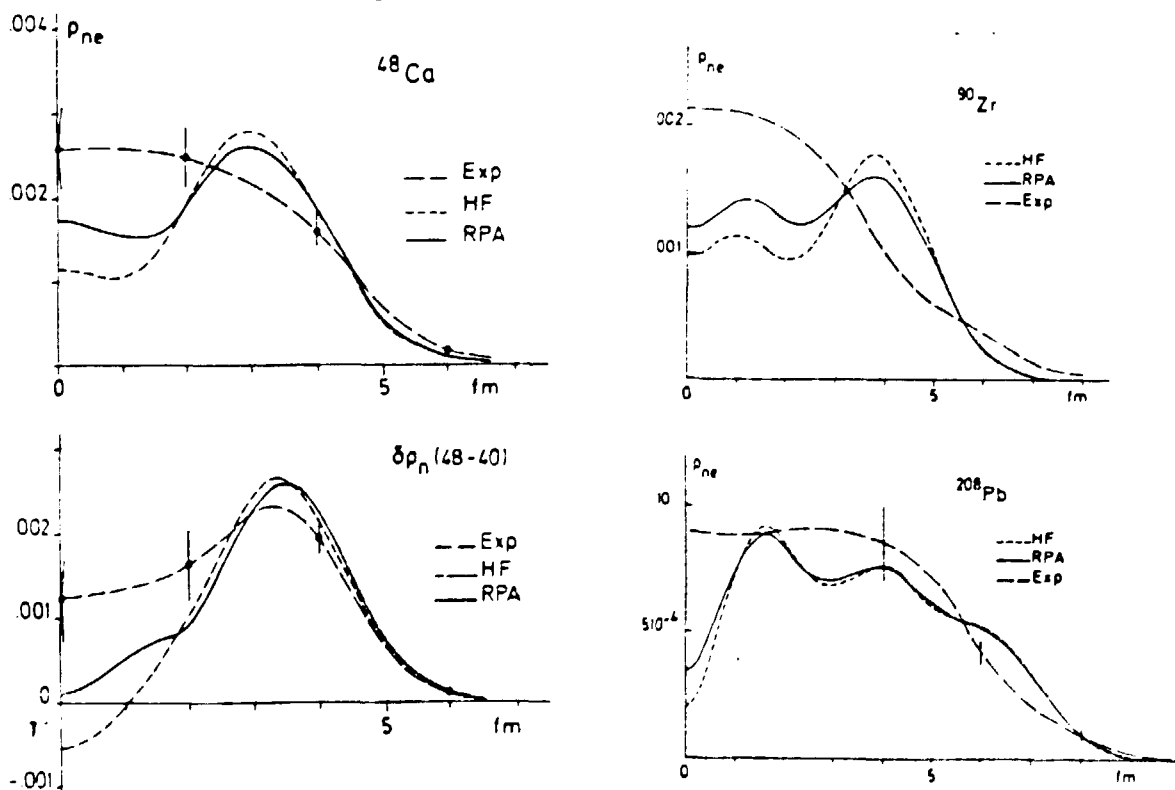 .004
ρne
48Ca
.002
Exp
HF
RPA
0
5
fm
ρne
90Zr
002
HF
RPA
Exp
001
0
5
fm
δρn(48-40)
002
Exp
HF
RPA
.001
0
5
fm
-.001
ρne
208Pb
10
HF
RPA
Exp
510-4
0
5
fm